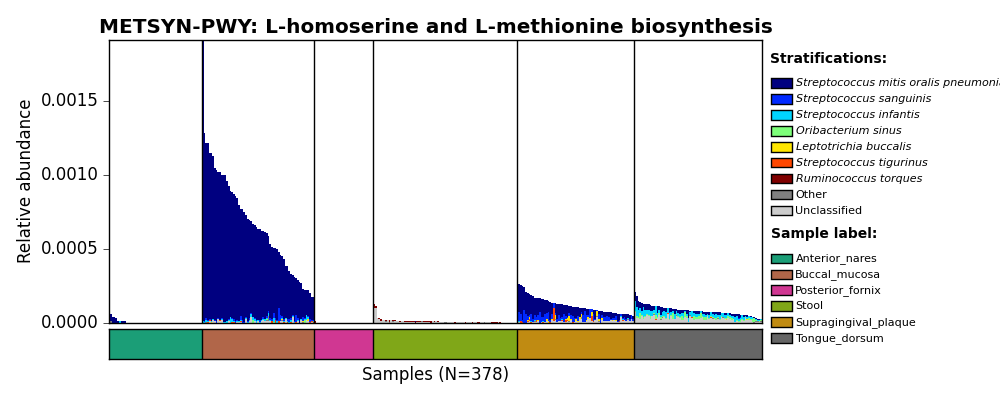 METSYN-PWY: L-homoserine and L-methionine biosynthesis
Relative abundance
0.0015
0.0010
0.0005
0.0000
Samples (N=378)
Stratifications:
Streptococcus mitis oralis pneumonia
Streptococcus sanguinis
Streptococcus infantis
Oribacterium sinus
Leptotrichia buccalis
Streptococcus tigurinus
Ruminococcus torques
Other
Unclassified
Sample label:
Anterior_nares
Buccal_mucosa
Posterior_fornix
Stool
Supragingival_plaque
Tongue_dorsum